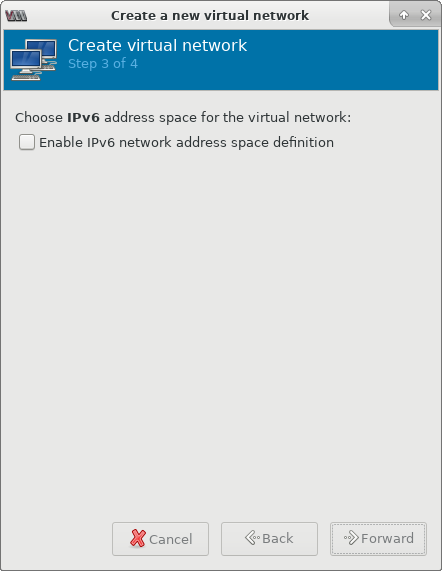 Create a new virtual network
Create virtual network
Step 3 of 4
Choose IPv6 address space for the virtual network:
Enable IPv6 network address space definition
Cancel
Back
Forward